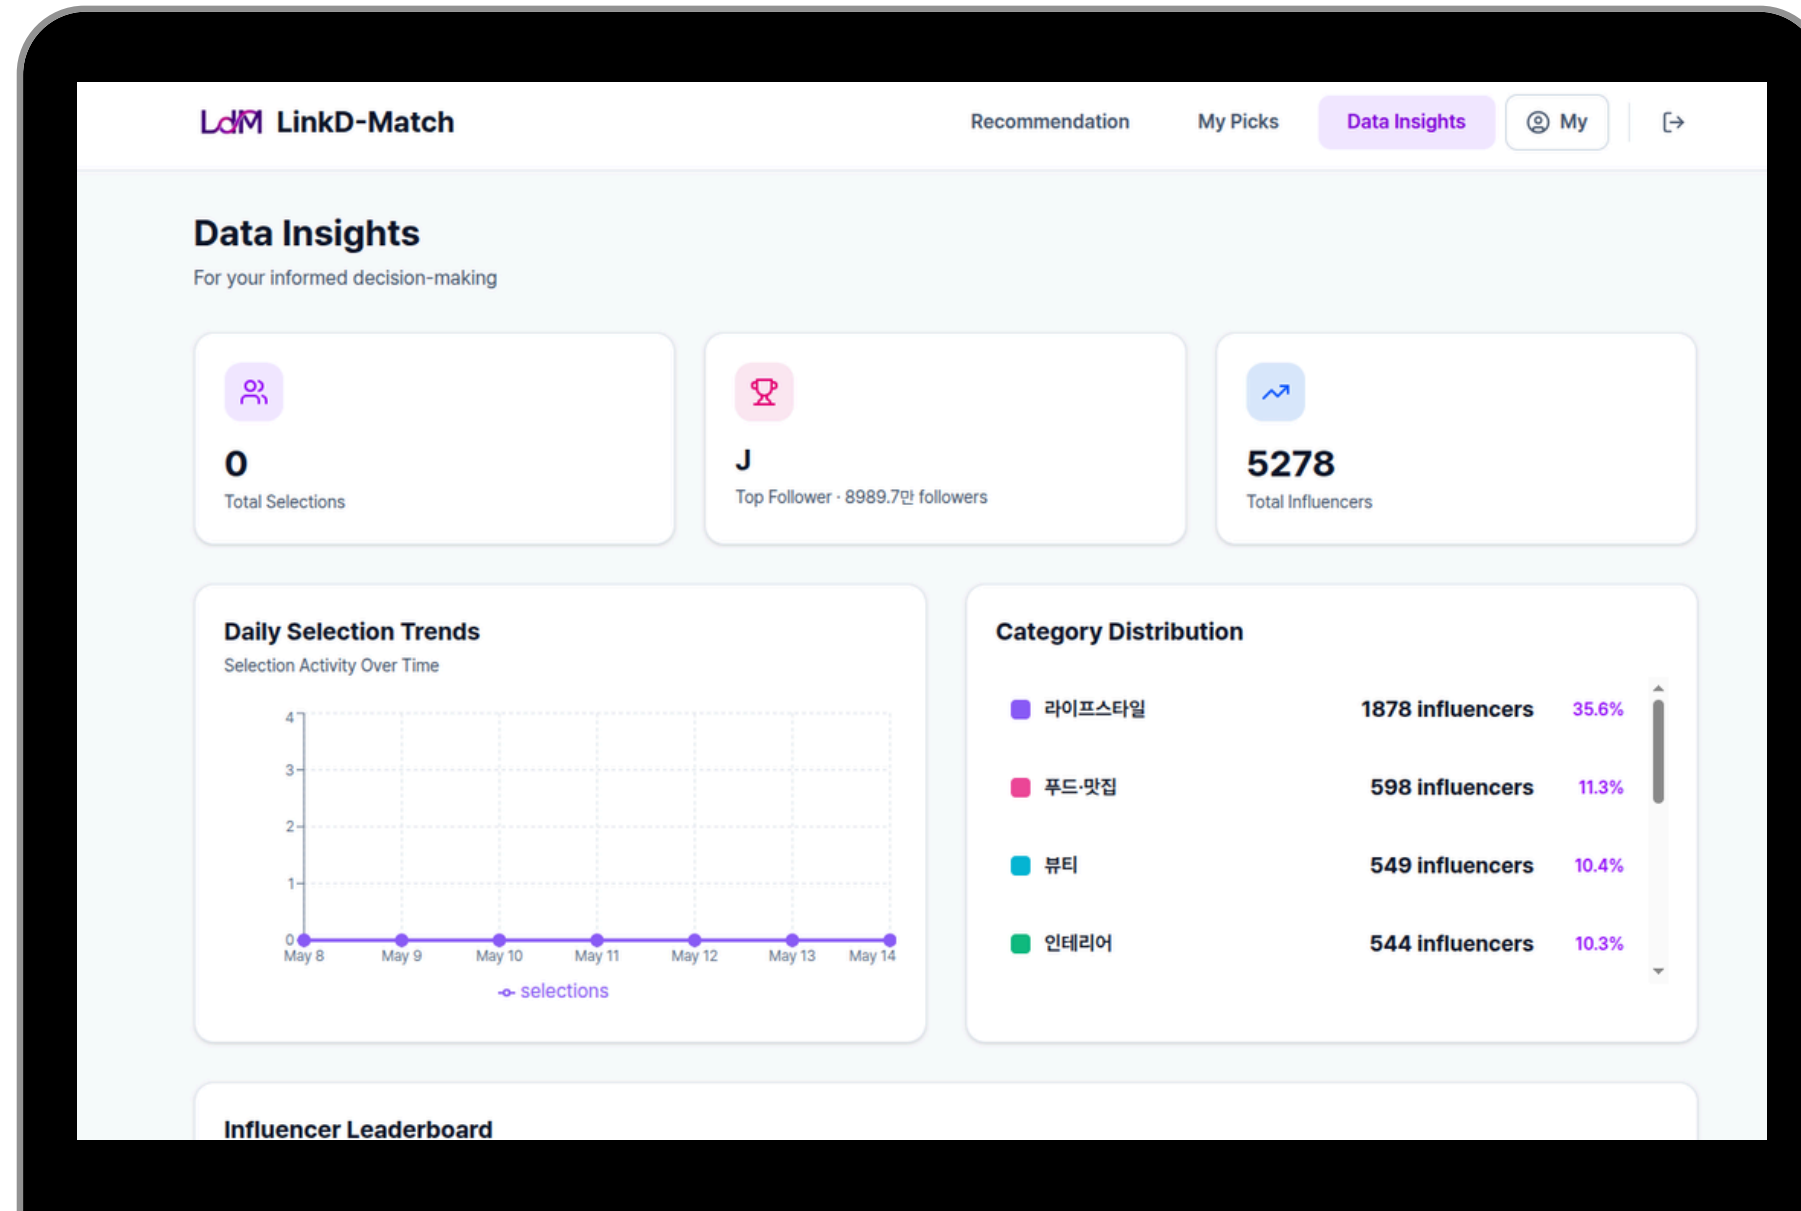 LdM LinkD-Match
Recommendation
My Picks
Data Insights
My
Data Insights
For your informed decision-making
0
Total Selections
J
Top Follower · 8989.7만 followers
5278
Total Influencers
Daily Selection Trends
Selection Activity Over Time
4
3
2
1
0
May 8 May 9 May 10 May 11 May 12 May 13 May 14
selections
Category Distribution
라이프스타일 1878 influencers 35.6%
푸드·맛집 598 influencers 11.3%
뷰티 549 influencers 10.4%
인테리어 544 influencers 10.3%
Influencer Leaderboard